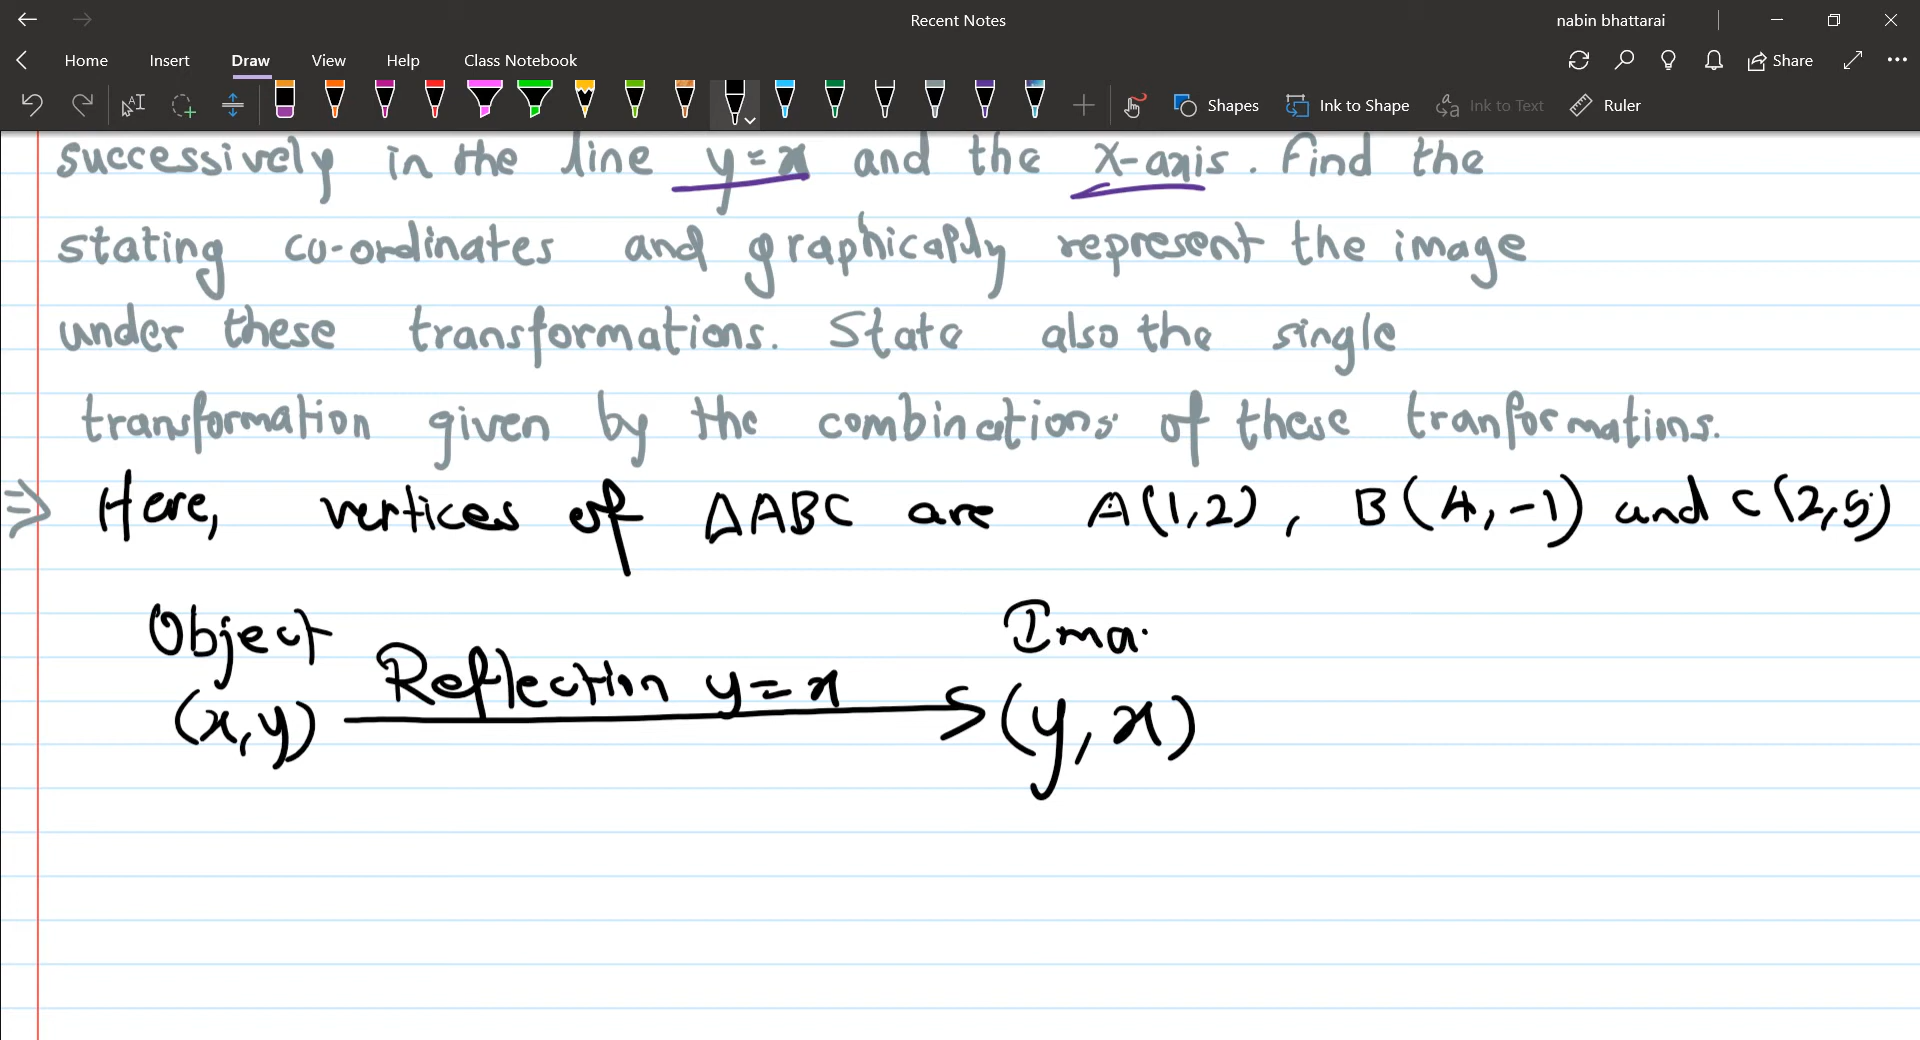 Recent Notes
nabin bhattarai
Home Insert Draw View Help Class Notebook Share
Shapes Ink to Shape Ink to Text Ruler
successively in the line y=x and the x-axis. Find the
stating co-ordinates and graphically represent the image
under these transformations. State also the single
transformation given by the combinations of these tranformations.
⇒ Here, vertices of ΔABC are A(1,2), B(4,-1) and C(2,5)
Object Ima
Reflection y=x
(x,y) → (y,x)